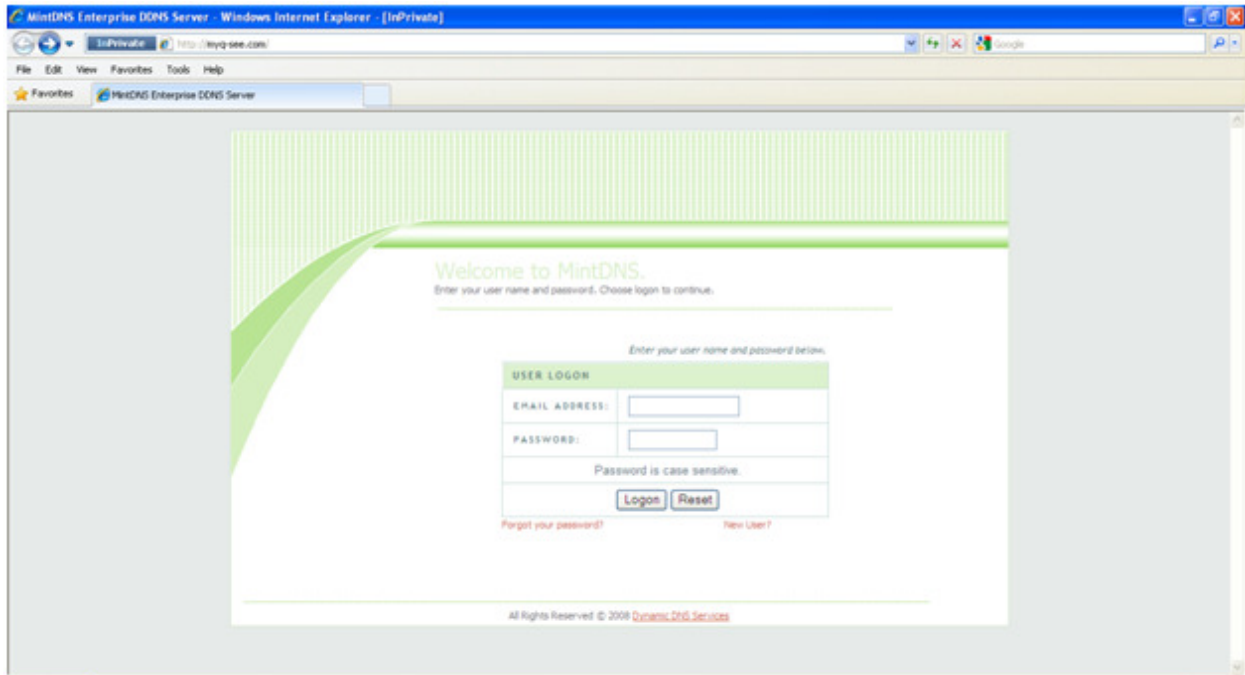 MintDNS Enterprise DDNS Server - Windows Internet Explorer - [InPrivate]
InPrivate http://myq-see.com/ Google
File Edit View Favorites Tools Help
Favorites MintDNS Enterprise DDNS Server
Welcome to MintDNS.
Enter your user name and password. Choose logon to continue.
Enter your user name and password below.
USER LOGON
EMAIL ADDRESS:
PASSWORD:
Password is case sensitive.
Logon Reset
Forgot your password? New User?
All Rights Reserved © 2008 Dynamic DNS Services